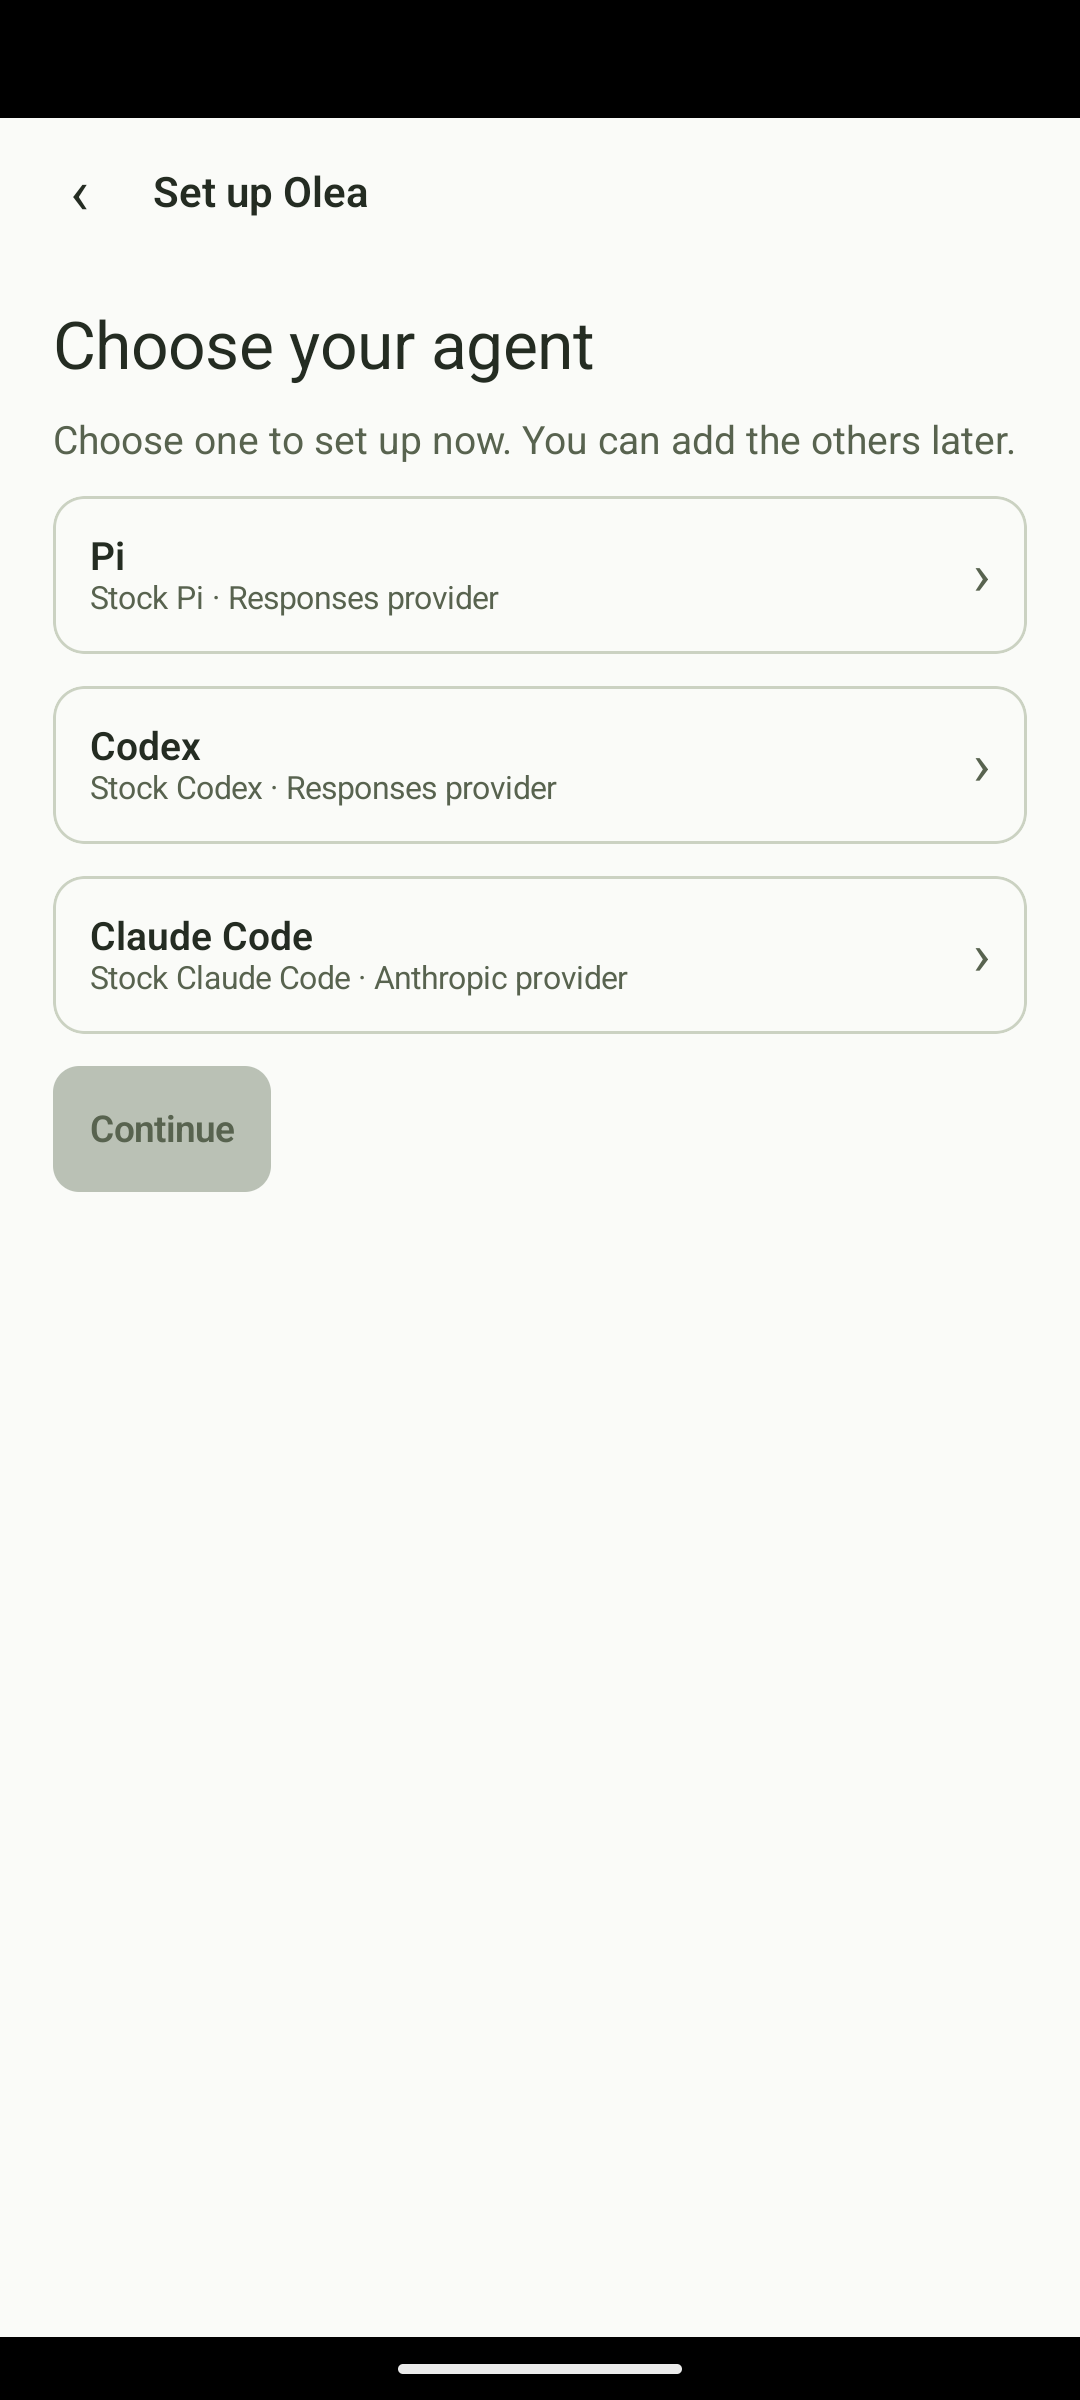 ‹ Set up Olea
Choose your agent
Choose one to set up now. You can add the others later.
Pi
Stock Pi · Responses provider
›
Codex
Stock Codex · Responses provider
›
Claude Code
Stock Claude Code · Anthropic provider
›
Continue